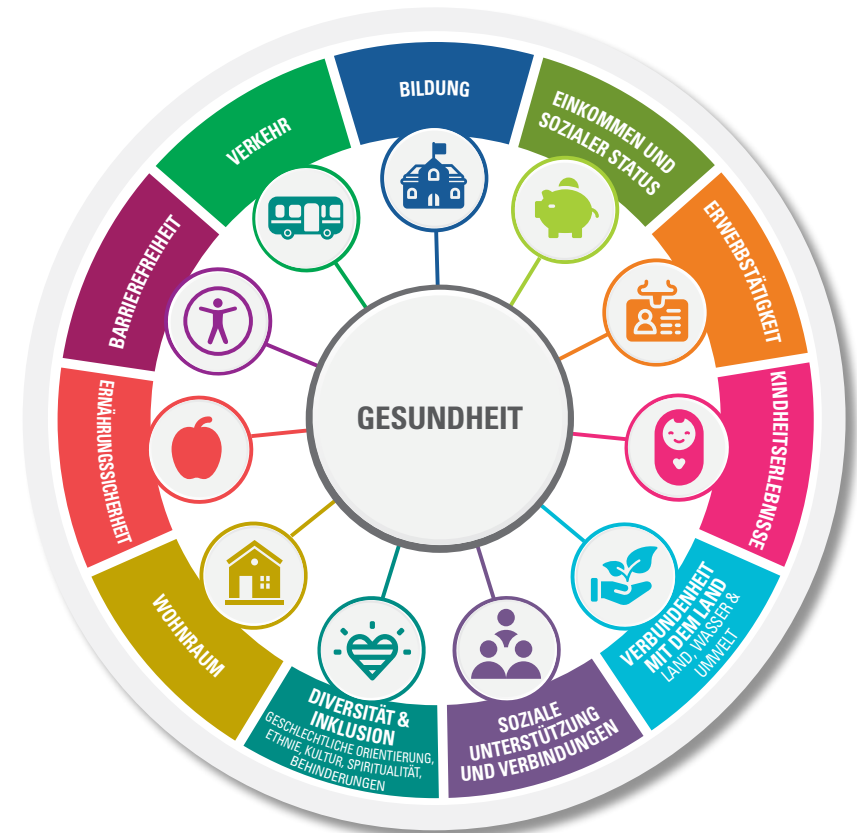 BILDUNG
EINKOMMEN UND
SOZIALER STATUS
ERWERBSTÄTIGKEIT
KINDHEITSERLEBNISSE
VERBUNDENHEIT
MIT DEM LAND
LAND, WASSER &
UMWELT
SOZIALE
UNTERSTÜTZUNG
UND VERBINDUNGEN
DIVERSITÄT &
INKLUSION
GESCHLECHTLICHE ORIENTIERUNG,
ETHNIE, KULTUR, SPIRITUALITÄT,
BEHINDERUNGEN
WOHNRAUM
ERNÄHRUNGSSICHERHEIT
BARRIEREFREIHEIT
VERKEHR
GESUNDHEIT